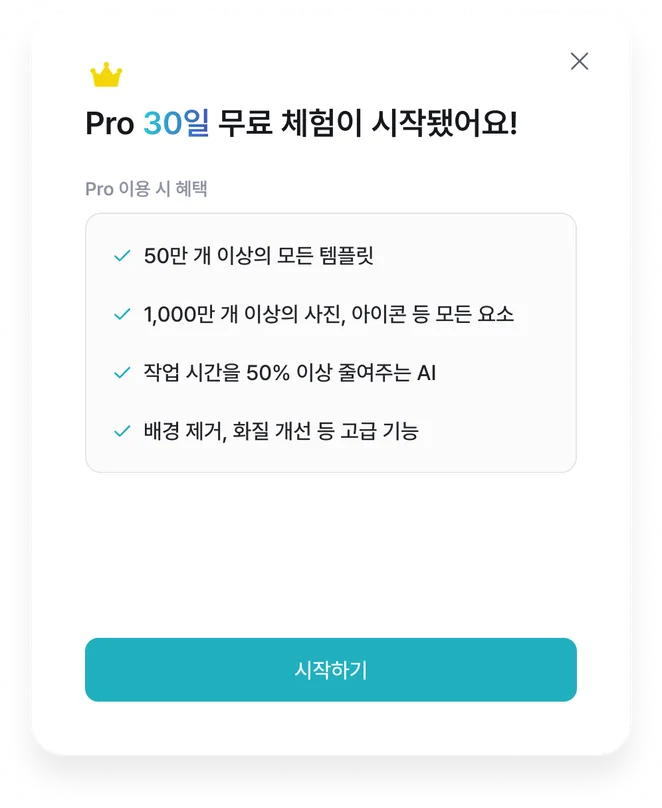 Pro 30일 무료 체험이 시작됐어요!
Pro 이용 시 혜택
50만 개 이상의 모든 템플릿
1,000만 개 이상의 사진, 아이콘 등 모든 요소
작업 시간을 50% 이상 줄여주는 AI
배경 제거, 화질 개선 등 고급 기능
시작하기